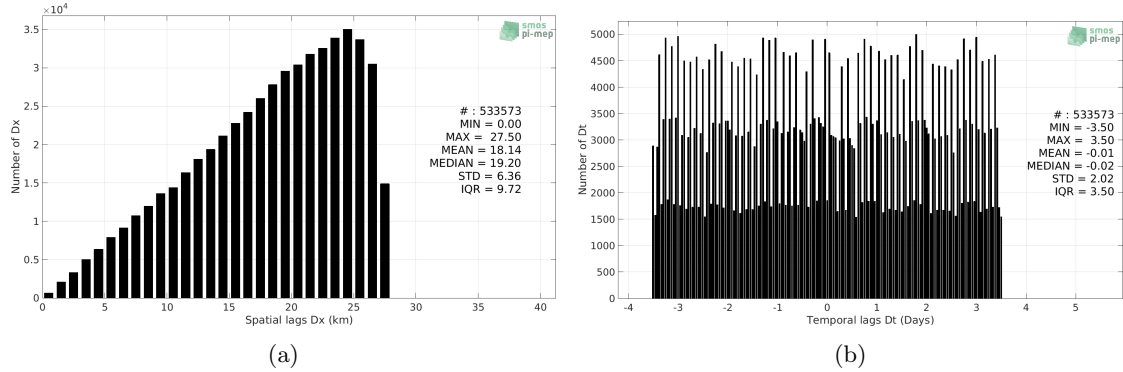 ×10⁴
3.5
3
2.5
2
1.5
1
0.5
0
Number of Dx
0 5 10 15 20 25 30 35 40
Spatial lags Dx (km)
smos
pi-mep
# : 533573
MIN = 0.00
MAX = 27.50
MEAN = 18.14
MEDIAN = 19.20
STD = 6.36
IQR = 9.72
(a)
5000
4500
4000
3500
3000
2500
2000
1500
1000
500
0
Number of Dt
-4 -3 -2 -1 0 1 2 3 4 5
Temporal lags Dt (Days)
smos
pi-mep
# : 533573
MIN = -3.50
MAX = 3.50
MEAN = -0.01
MEDIAN = -0.02
STD = 2.02
IQR = 3.50
(b)